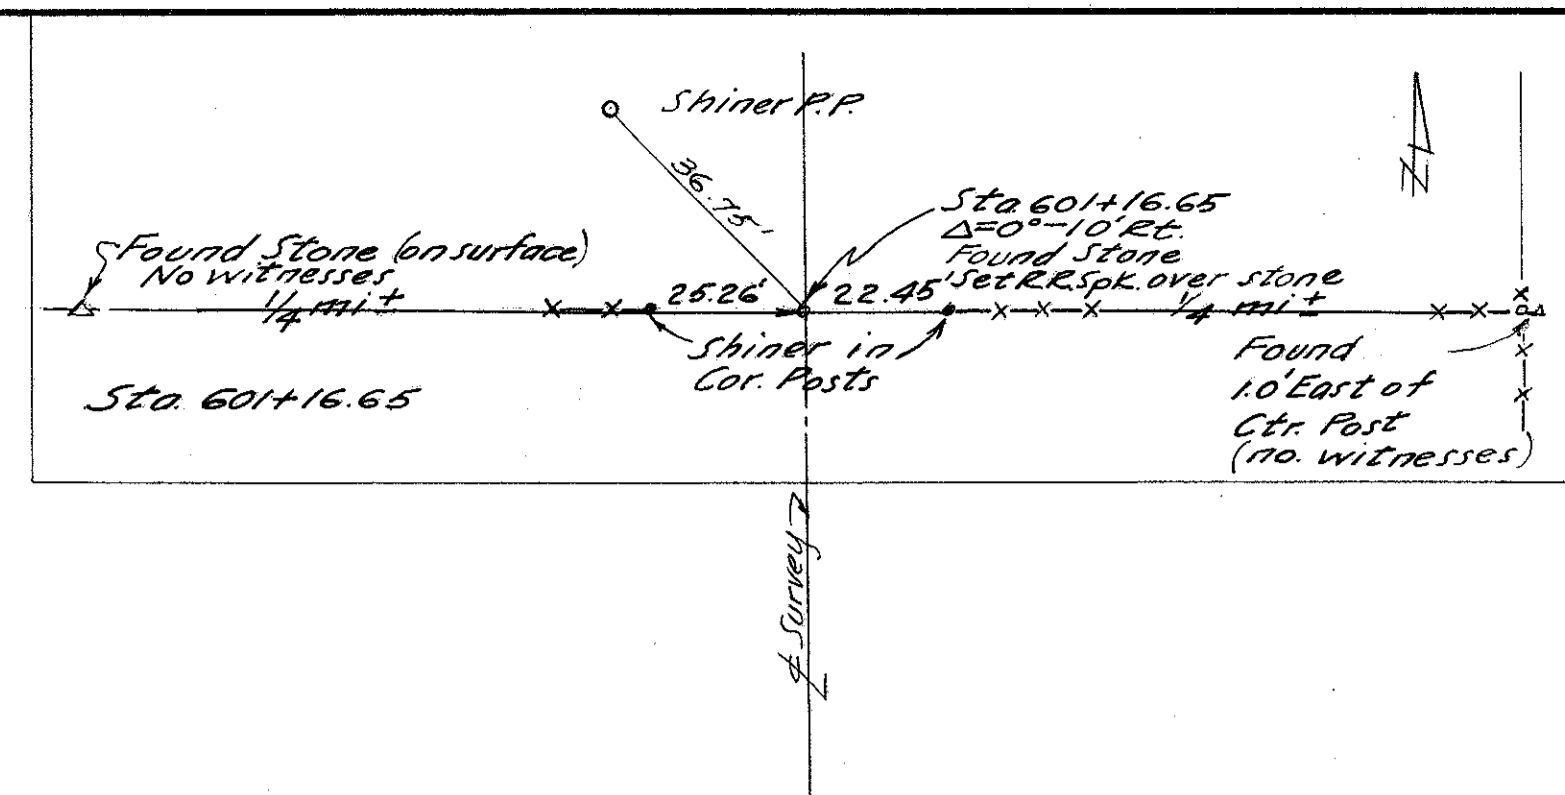 Shiner P.P.
N
36.75'
Sta 601+16.65
Δ=0°-10' Rt.
Found Stone
Set R.R. Spk. over stone
Found Stone (on surface)
No witnesses
1/4 mi ±
25.26'
22.45'
1/4 mi ±
Shiner in
Cor. Posts
Found
1.0' East of
Ctr. Post
(no. witnesses)
Sta. 601+16.65
℄ Survey